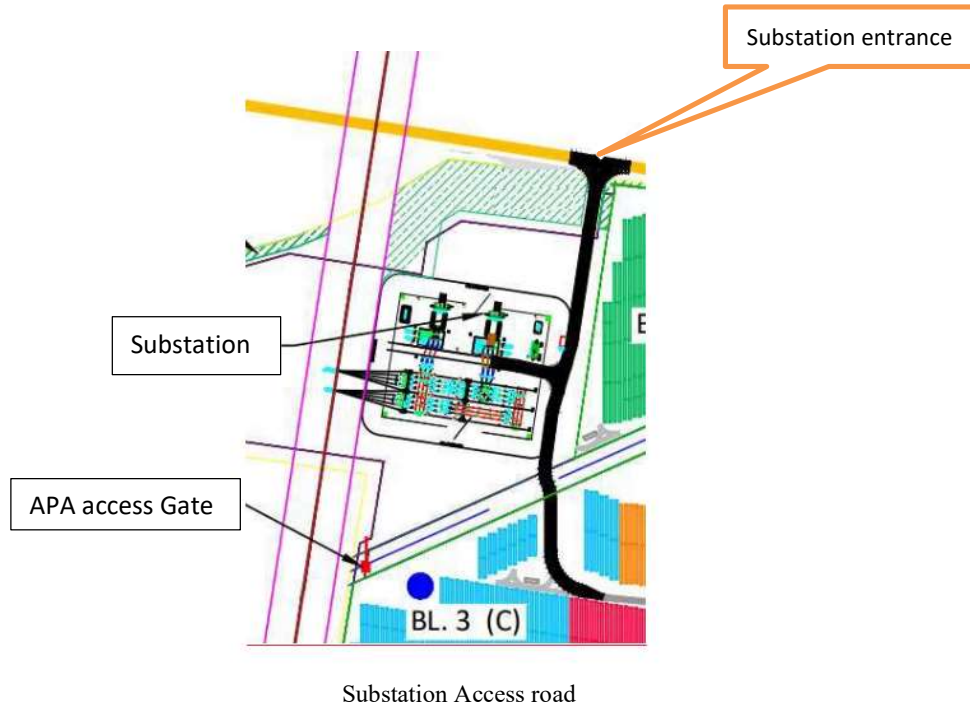 Substation entrance
Substation
E
APA access Gate
BL. 3 (C)
Substation Access road